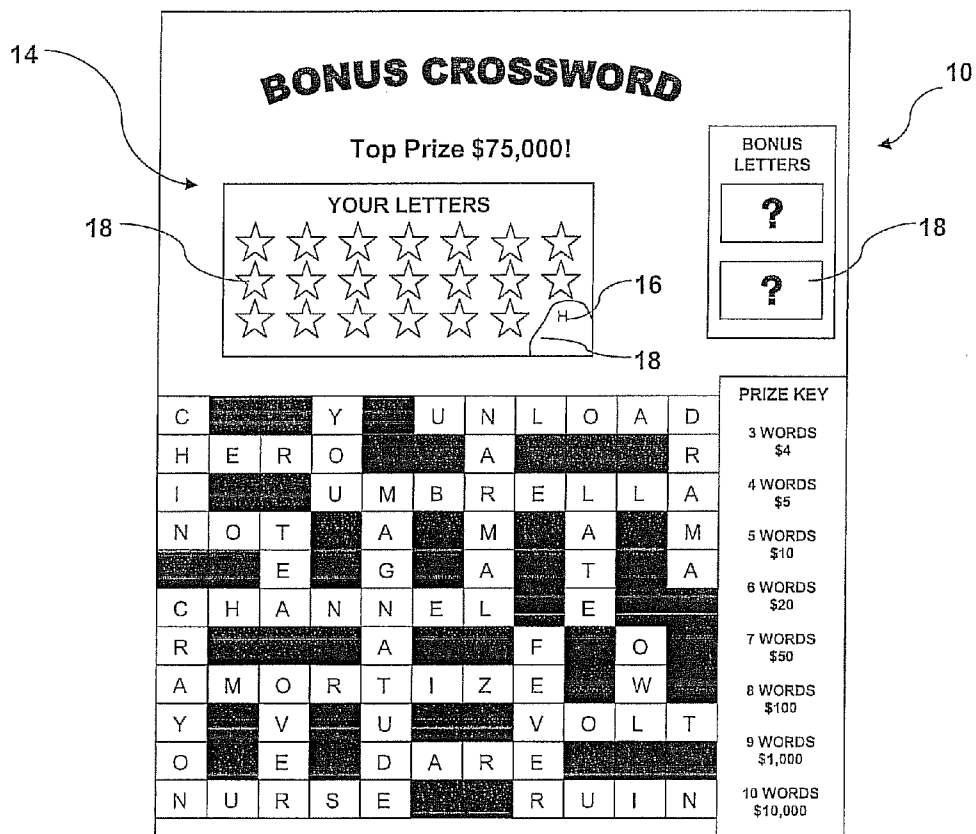 14
10
BONUS CROSSWORD
Top Prize $75,000!
BONUS
LETTERS
?
?
18
YOUR LETTERS
18
16
H
18
C Y U N L O A D
H E R O A R
I U M B R E L L A
N O T A M A M
E G A T A
C H A N N E L E
R A F O
A M O R T I Z E W
Y V U V O L T
O E D A R E
N U R S E R U I N
PRIZE KEY
3 WORDS
$4
4 WORDS
$5
5 WORDS
$10
6 WORDS
$20
7 WORDS
$50
8 WORDS
$100
9 WORDS
$1,000
10 WORDS
$10,000